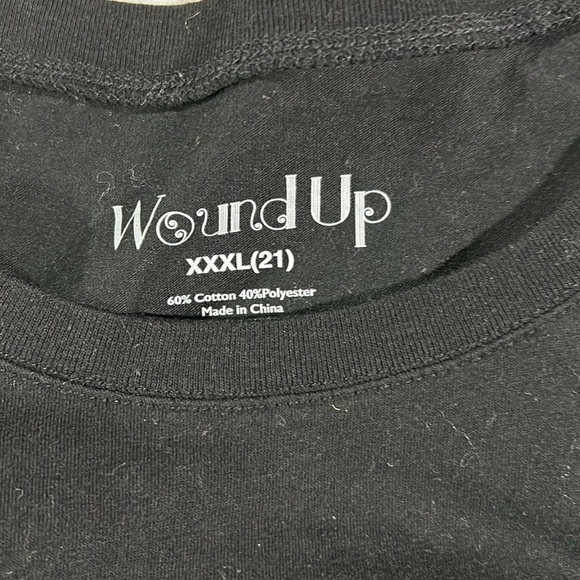 Wound Up
XXXL(21)
60% Cotton 40%Polyester
Made in China